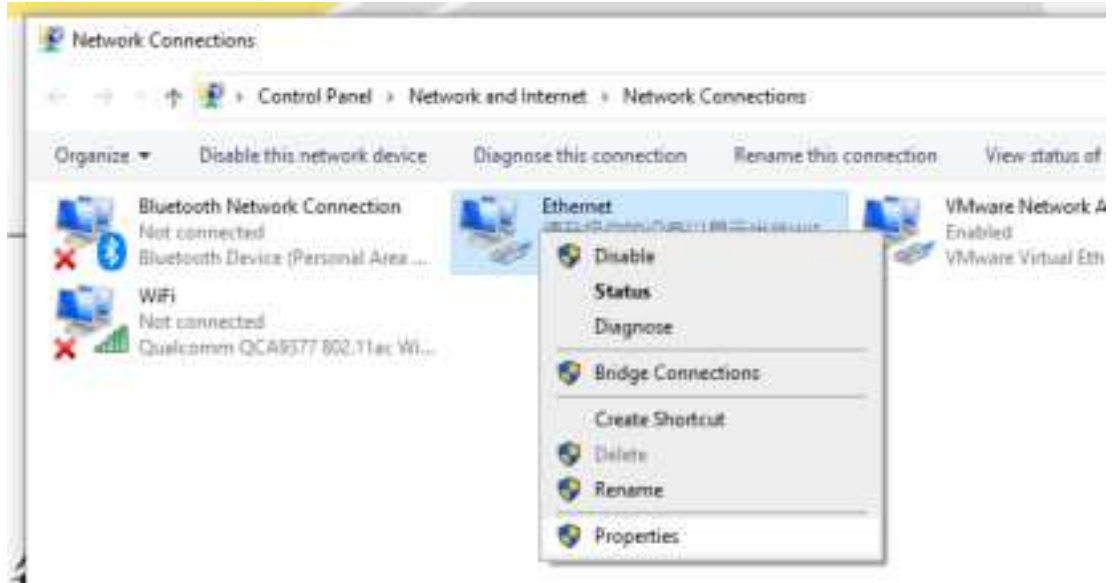 Network Connections
Control Panel › Network and Internet › Network Connections
Organize Disable this network device Diagnose this connection Rename this connection View status of
Bluetooth Network Connection
Not connected
Bluetooth Device (Personal Area ...
Ethernet
VMware Network A
Enabled
VMware Virtual Eth
WiFi
Not connected
Qualcomm QCA9377 802.11ac Wi...
Disable
Status
Diagnose
Bridge Connections
Create Shortcut
Delete
Rename
Properties